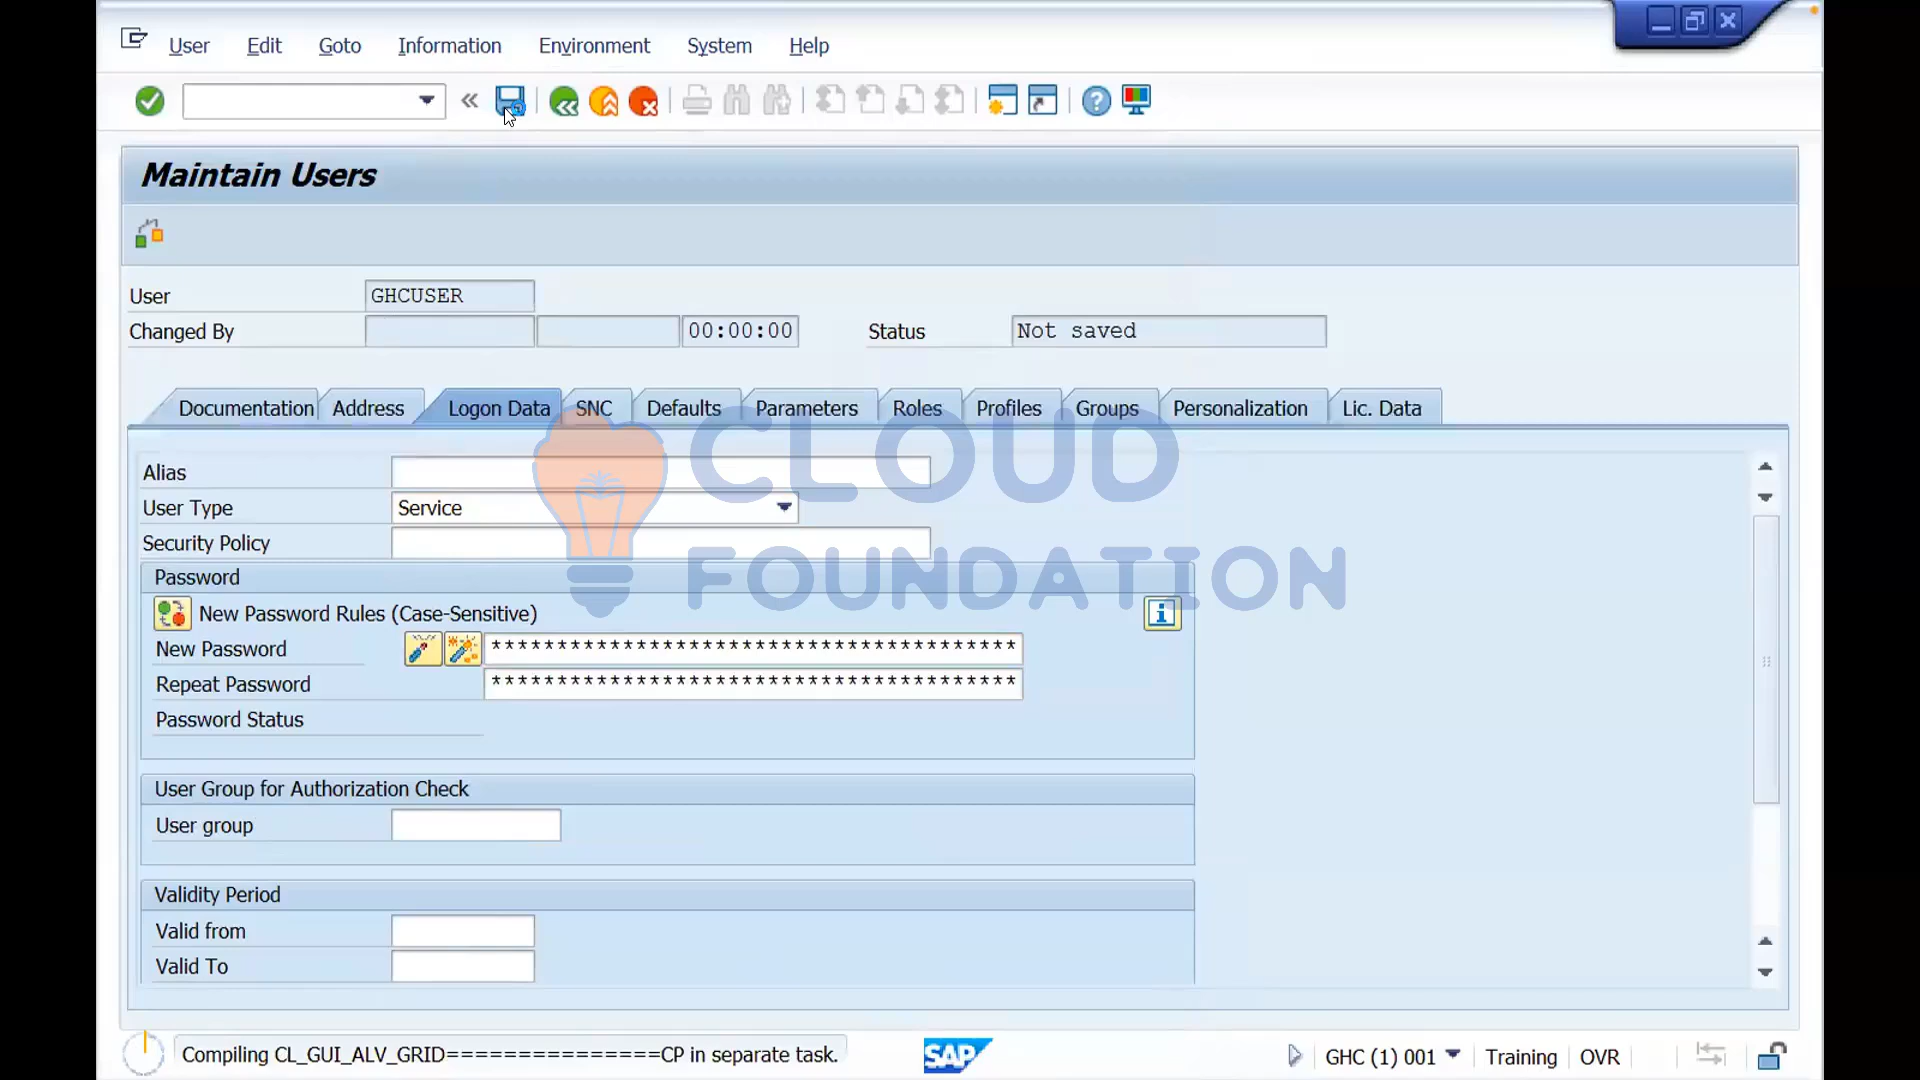 User Edit Goto Information Environment System Help
Maintain Users
User GHCUSER
Changed By 00:00:00 Status Not saved
Documentation Address Logon Data SNC Defaults Parameters Roles Profiles Groups Personalization Lic. Data
CLOUD
FOUNDATION
Alias
User Type Service
Security Policy
Password
New Password Rules (Case-Sensitive)
New Password ****************************************
Repeat Password ****************************************
Password Status
User Group for Authorization Check
User group
Validity Period
Valid from
Valid To
Compiling CL_GUI_ALV_GRID===============CP in separate task. SAP GHC (1) 001 Training OVR